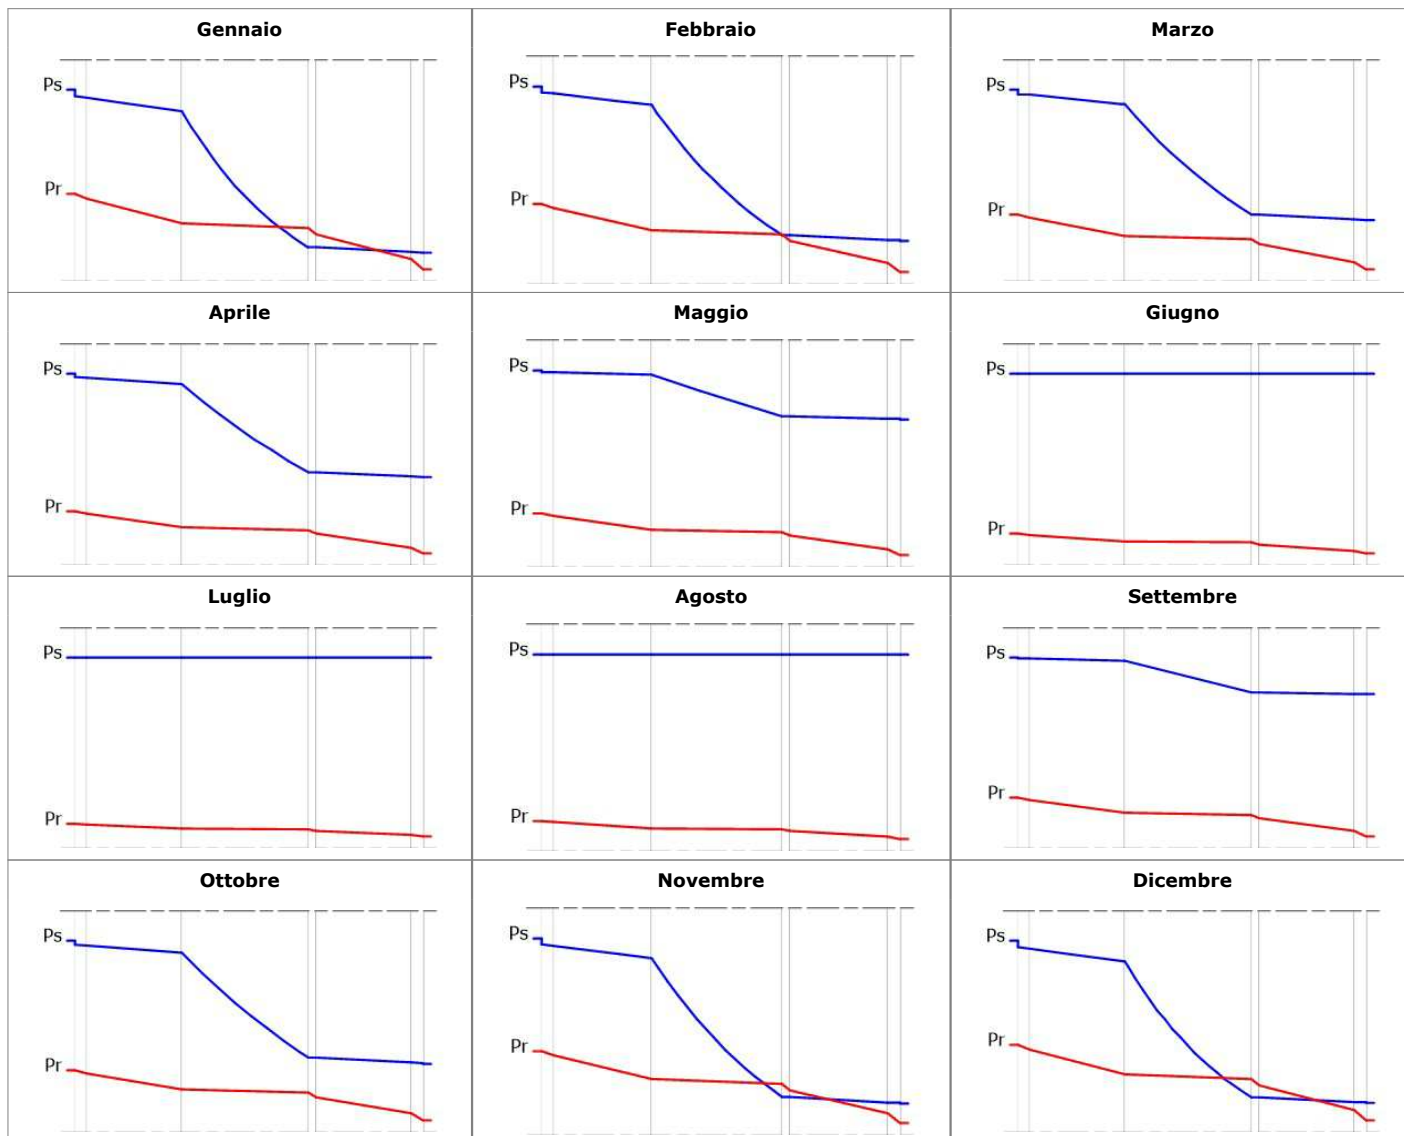 Gennaio Febbraio Marzo
Ps Ps Ps
Pr Pr Pr
Aprile Maggio Giugno
Ps Ps Ps
Pr Pr Pr
Luglio Agosto Settembre
Ps Ps Ps
Pr Pr Pr
Ottobre Novembre Dicembre
Ps Ps Ps
Pr Pr Pr